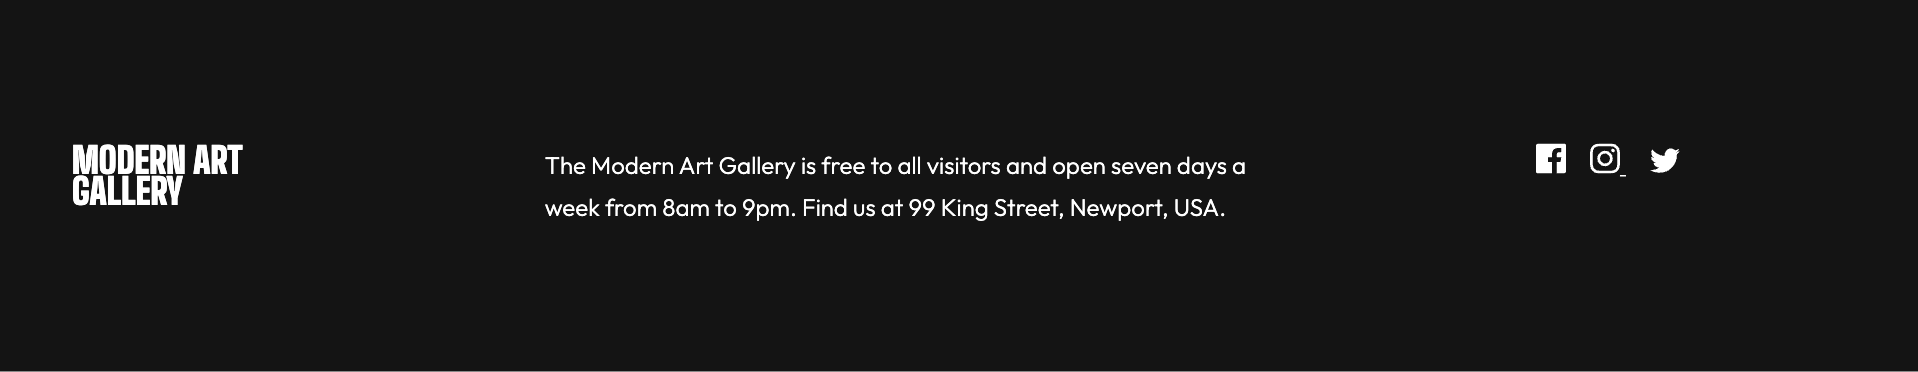 MODERN ART
GALLERY
The Modern Art Gallery is free to all visitors and open seven days a
week from 8am to 9pm. Find us at 99 King Street, Newport, USA.